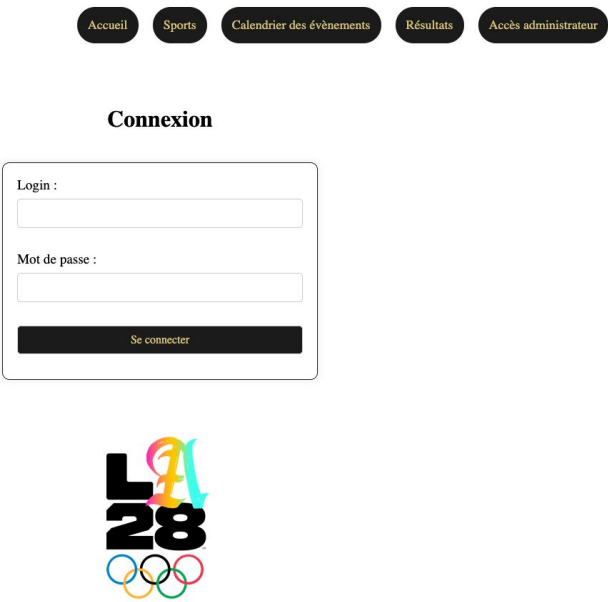 Accueil Sports Calendrier des évènements Résultats Accès administrateur
Connexion
Login :
Mot de passe :
Se connecter
LA
28